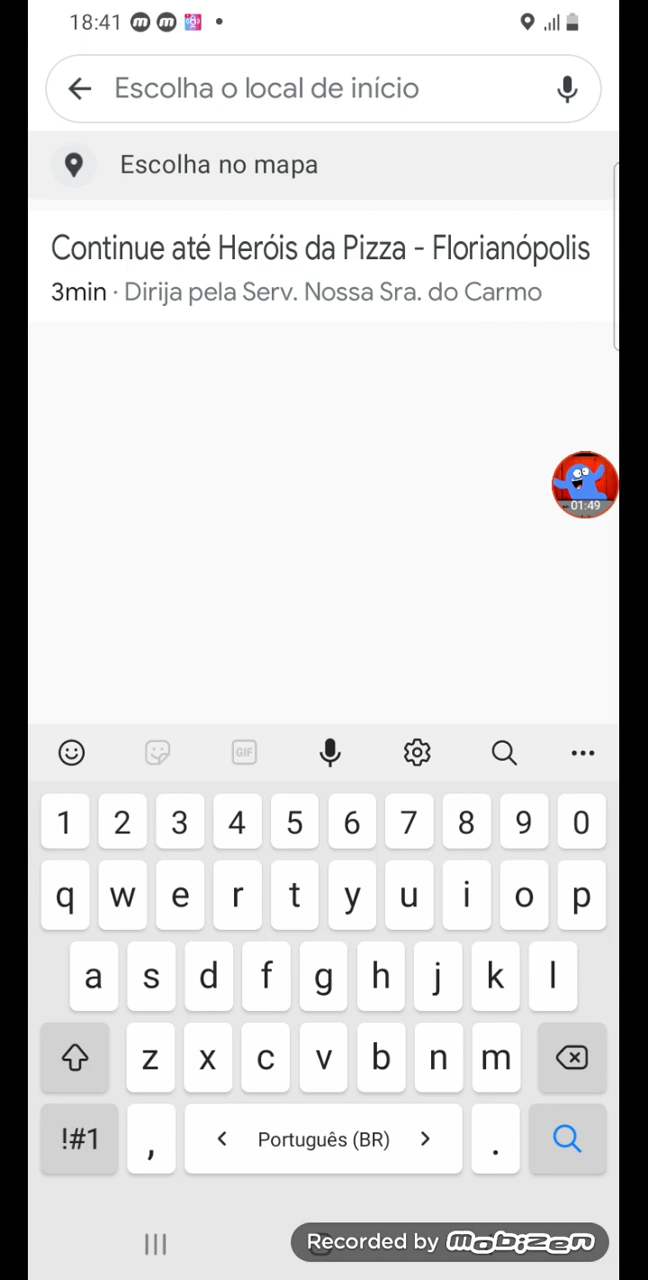 18:41
Escolha o local de início
Escolha no mapa
Continue até Heróis da Pizza - Florianópolis
3min · Dirija pela Serv. Nossa Sra. do Carmo
01:49
GIF
1 2 3 4 5 6 7 8 9 0
q w e r t y u i o p
a s d f g h j k l
z x c v b n m
!#1 , < Português (BR) > .
Recorded by mobizen